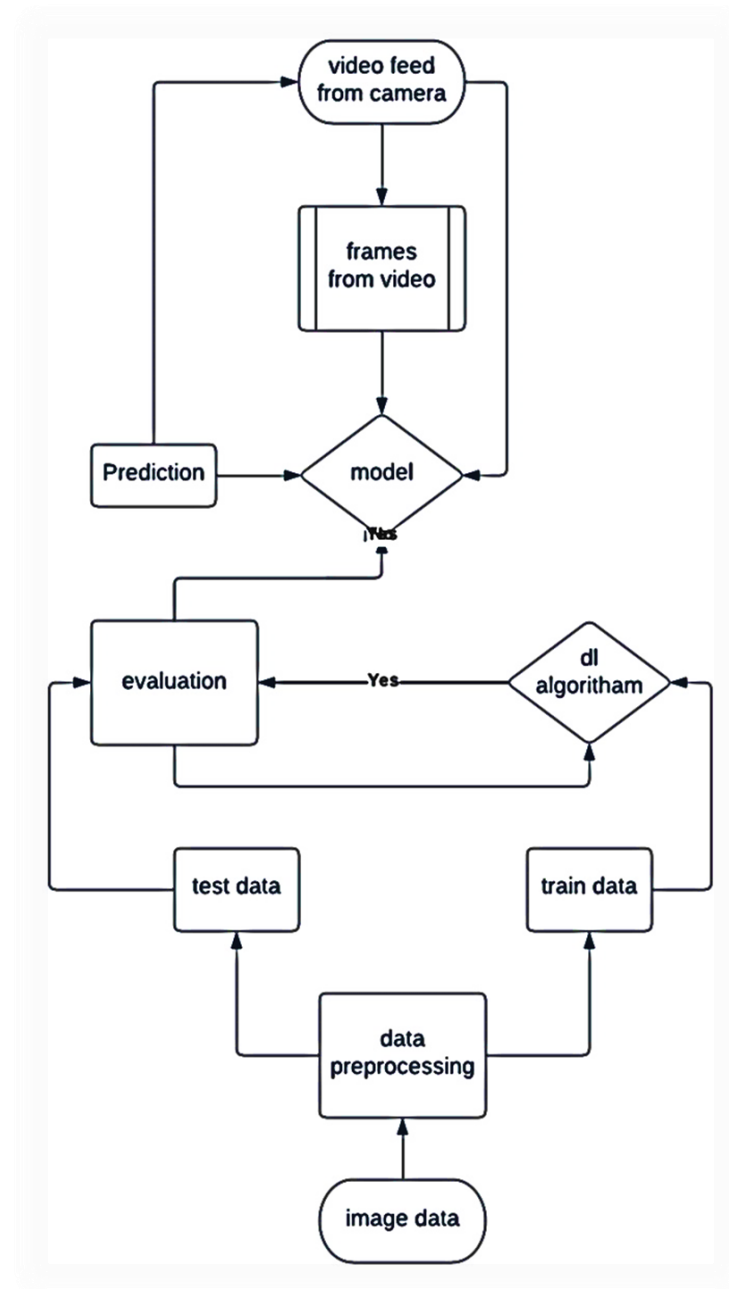 video feed
from camera
frames
from video
Prediction
model
evaluation
Yes
dl
algoritham
test data
train data
data
preprocessing
image data